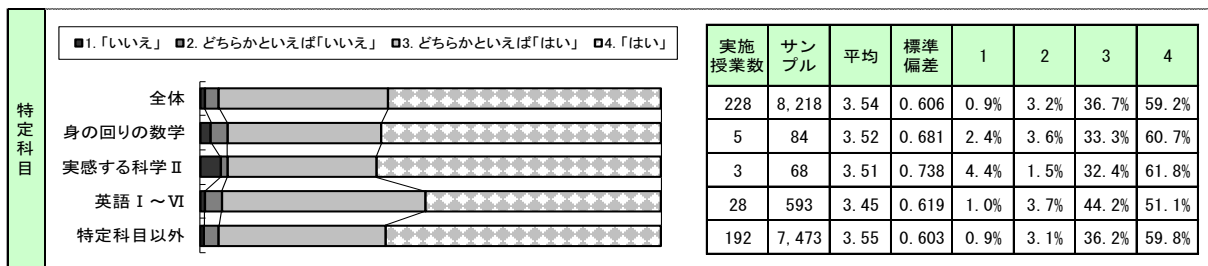 特定科目
■1.「いいえ」 ■2. どちらかといえば「いいえ」 □3. どちらかといえば「はい」 □4.「はい」
全体
身の回りの数学
実感する科学Ⅱ
英語Ⅰ～Ⅵ
特定科目以外
実施授業数 サンプル 平均 標準偏差 1 2 3 4
228 8,218 3.54 0.606 0.9% 3.2% 36.7% 59.2%
5 84 3.52 0.681 2.4% 3.6% 33.3% 60.7%
3 68 3.51 0.738 4.4% 1.5% 32.4% 61.8%
28 593 3.45 0.619 1.0% 3.7% 44.2% 51.1%
192 7,473 3.55 0.603 0.9% 3.1% 36.2% 59.8%